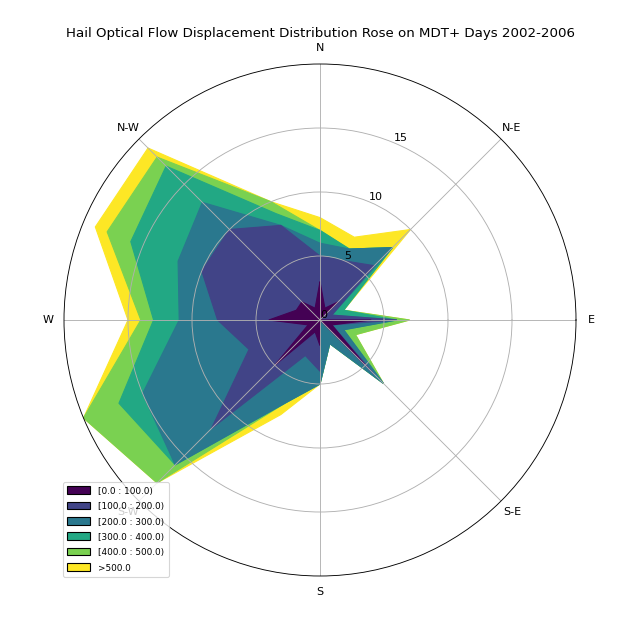 Hail Optical Flow Displacement Distribution Rose on MDT+ Days 2002-2006
N
N-W
N-E
15
10
5
0
W
E
S-W
S-E
S
[0.0 : 100.0)
[100.0 : 200.0)
[200.0 : 300.0)
[300.0 : 400.0)
[400.0 : 500.0)
>500.0